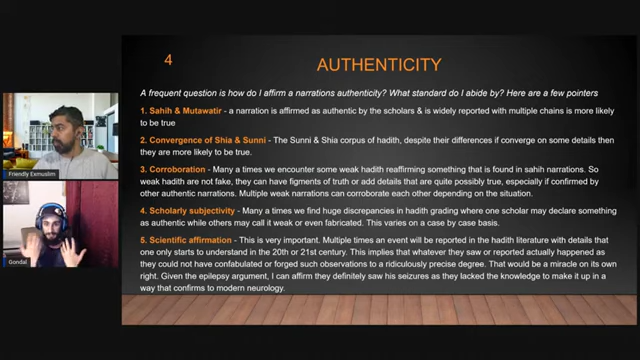 4
AUTHENTICITY
A frequent question is how do I affirm a narrations authenticity? What standard do I abide by? Here are a few pointers
1. Sahih & Mutawatir - a narration is affirmed as authentic by the scholars & is widely reported with multiple chains is more likely
to be true
2. Convergence of Shia & Sunni - The Sunni & Shia corpus of hadith, despite their differences if converge on some details then
they are more likely to be true.
3. Corroboration - Many a times we encounter some weak hadith reaffirming something that is found in sahih narrations. So
weak hadith are not fake, they can have figments of truth or add details that are quite possibly true, especially if confirmed by
other authentic narrations. Multiple weak narrations can corroborate each other depending on the situation.
4. Scholarly subjectivity - Many a times we find huge discrepancies in hadith grading where one scholar may declare something
as authentic while others may call it weak or even fabricated. This varies on a case by case basis.
5. Scientific affirmation - This is very important. Multiple times an event will be reported in the hadith literature with details that
one only starts to understand in the 20th or 21st century. This implies that whatever they saw or reported actually happened as
they could not have confabulated or forged such observations to a ridiculously precise degree. That would be a miracle on its own
right. Given the epilepsy argument, I can affirm they definitely saw his seizures as they lacked the knowledge to make it up in a
way that confirms to modern neurology.
Friendly Exmuslim
Gondal